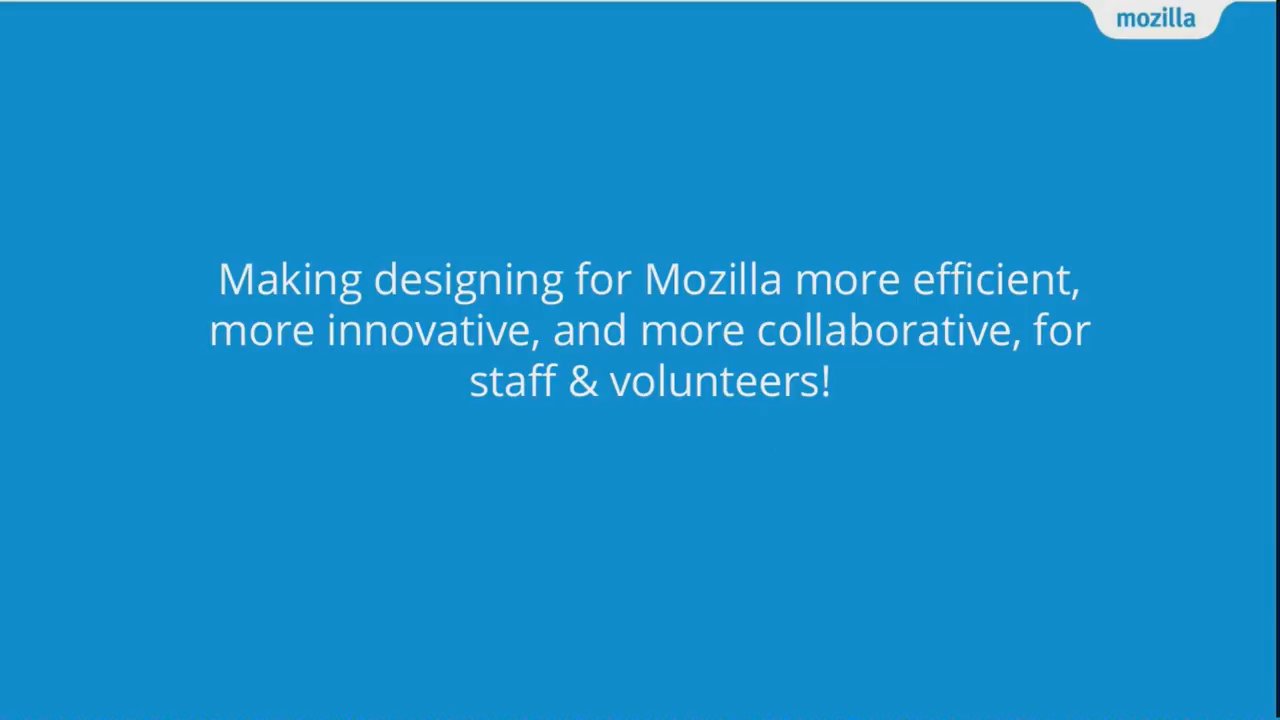 mozilla
Making designing for Mozilla more efficient,
more innovative, and more collaborative, for
staff & volunteers!